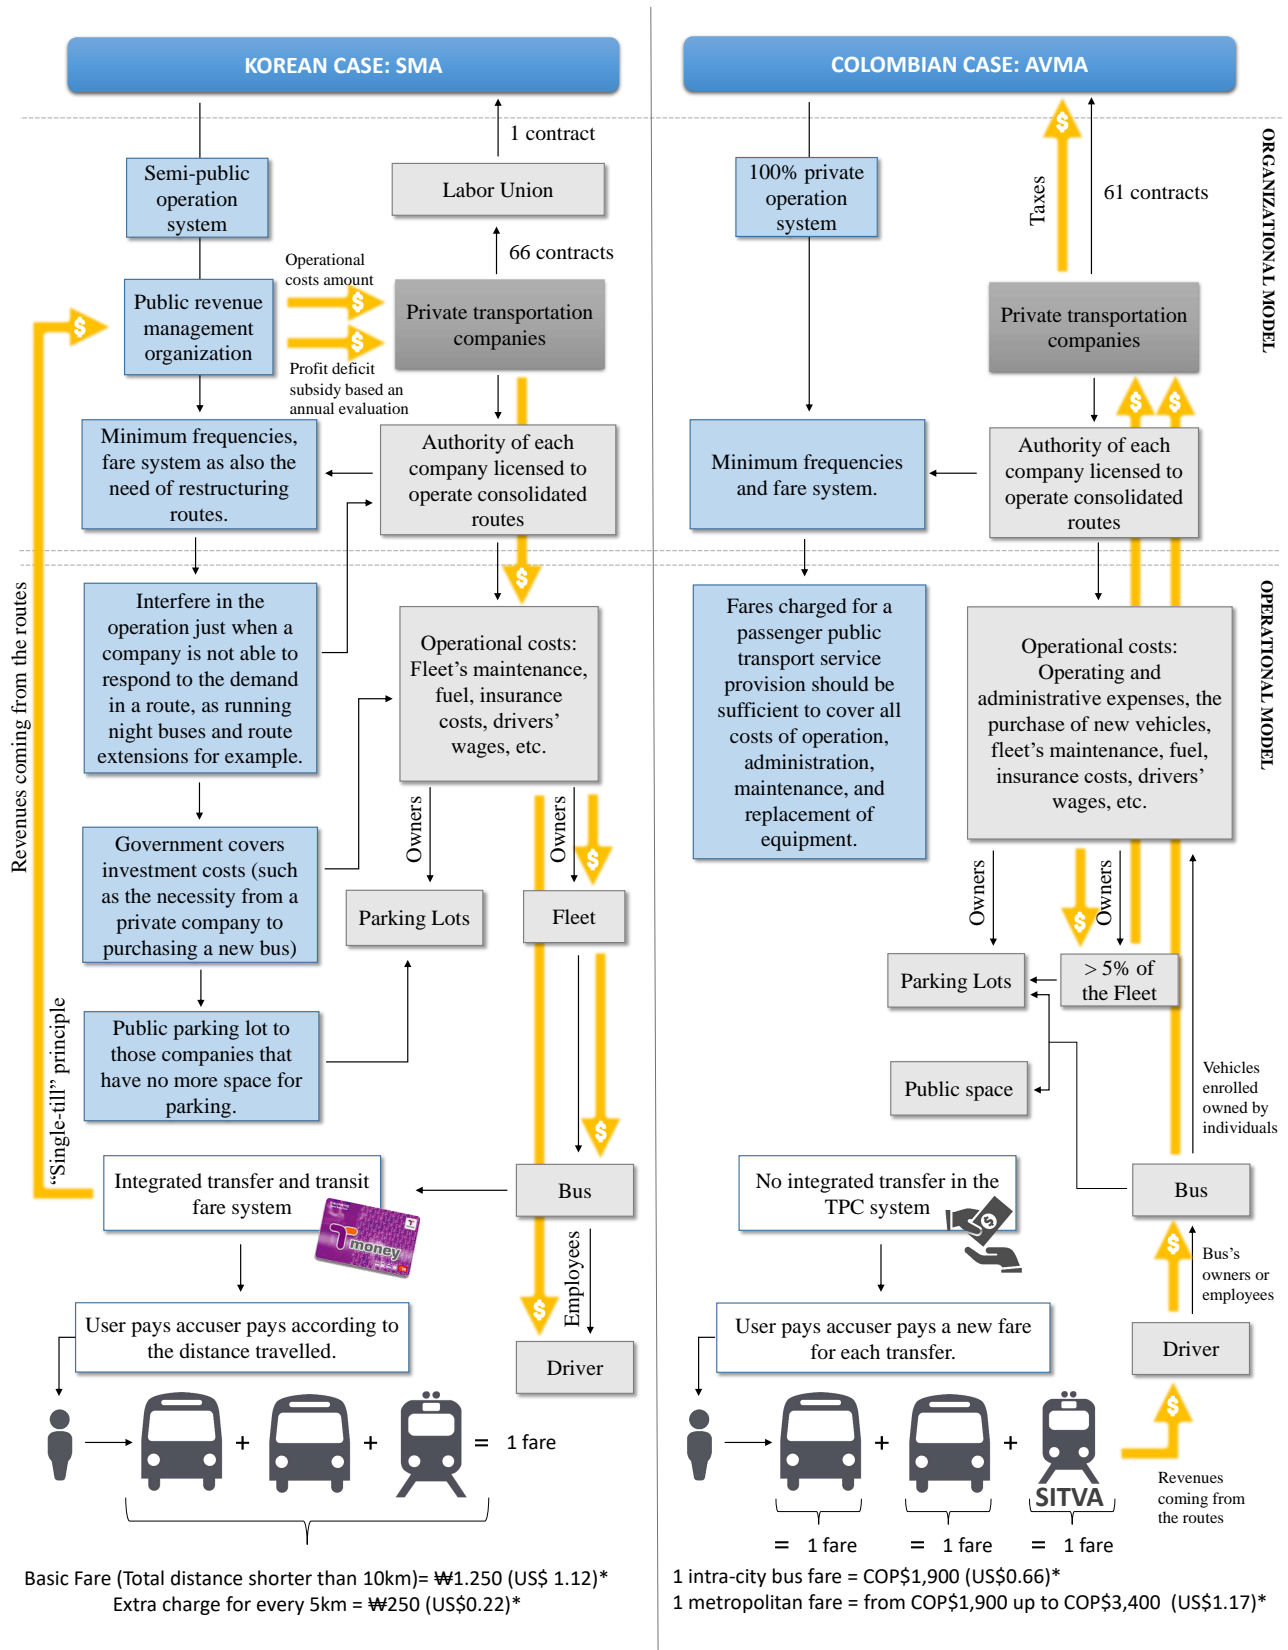 KOREAN CASE: SMA
1 contract
Semi-public
operation
system
Labor Union
66 contracts
Operational
costs amount
Public revenue
management
organization
Private transportation
companies
Profit deficit
subsidy based an
annual evaluation
Minimum frequencies,
fare system as also the
need of restructuring
routes.
Authority of each
company licensed to
operate consolidated
routes
Interfere in the
operation just when a
company is not able to
respond to the demand
in a route, as running
night buses and route
extensions for example.
Operational costs:
Fleet's maintenance,
fuel, insurance
costs, drivers'
wages, etc.
Revenues coming from the routes
Owners
Owners
Government covers
investment costs (such
as the necessity from a
private company to
purchasing a new bus)
Parking Lots
Fleet
"Single-till" principle
Public parking lot to
those companies that
have no more space for
parking.
Integrated transfer and transit
fare system
T money
Bus
Employees
User pays accuser pays according to
the distance travelled.
Driver
+ + = 1 fare
Basic Fare (Total distance shorter than 10km)= ₩1.250 (US$ 1.12)*
Extra charge for every 5km = ₩250 (US$0.22)*
COLOMBIAN CASE: AVMA
ORGANIZATIONAL MODEL
100% private
operation
system
Taxes
61 contracts
Private transportation
companies
Minimum frequencies
and fare system.
Authority of each
company licensed to
operate consolidated
routes
OPERATIONAL MODEL
Fares charged for a
passenger public
transport service
provision should be
sufficient to cover all
costs of operation,
administration,
maintenance, and
replacement of
equipment.
Operational costs:
Operating and
administrative expenses, the
purchase of new vehicles,
fleet's maintenance, fuel,
insurance costs, drivers'
wages, etc.
Owners
Owners
Parking Lots
> 5% of
the Fleet
Public space
Vehicles
enrolled
owned by
individuals
No integrated transfer in the
TPC system
Bus
Bus's
owners or
employees
User pays accuser pays a new fare
for each transfer.
Driver
+ +
SITVA
Revenues
coming from
the routes
= 1 fare = 1 fare = 1 fare
1 intra-city bus fare = COP$1,900 (US$0.66)*
1 metropolitan fare = from COP$1,900 up to COP$3,400 (US$1.17)*